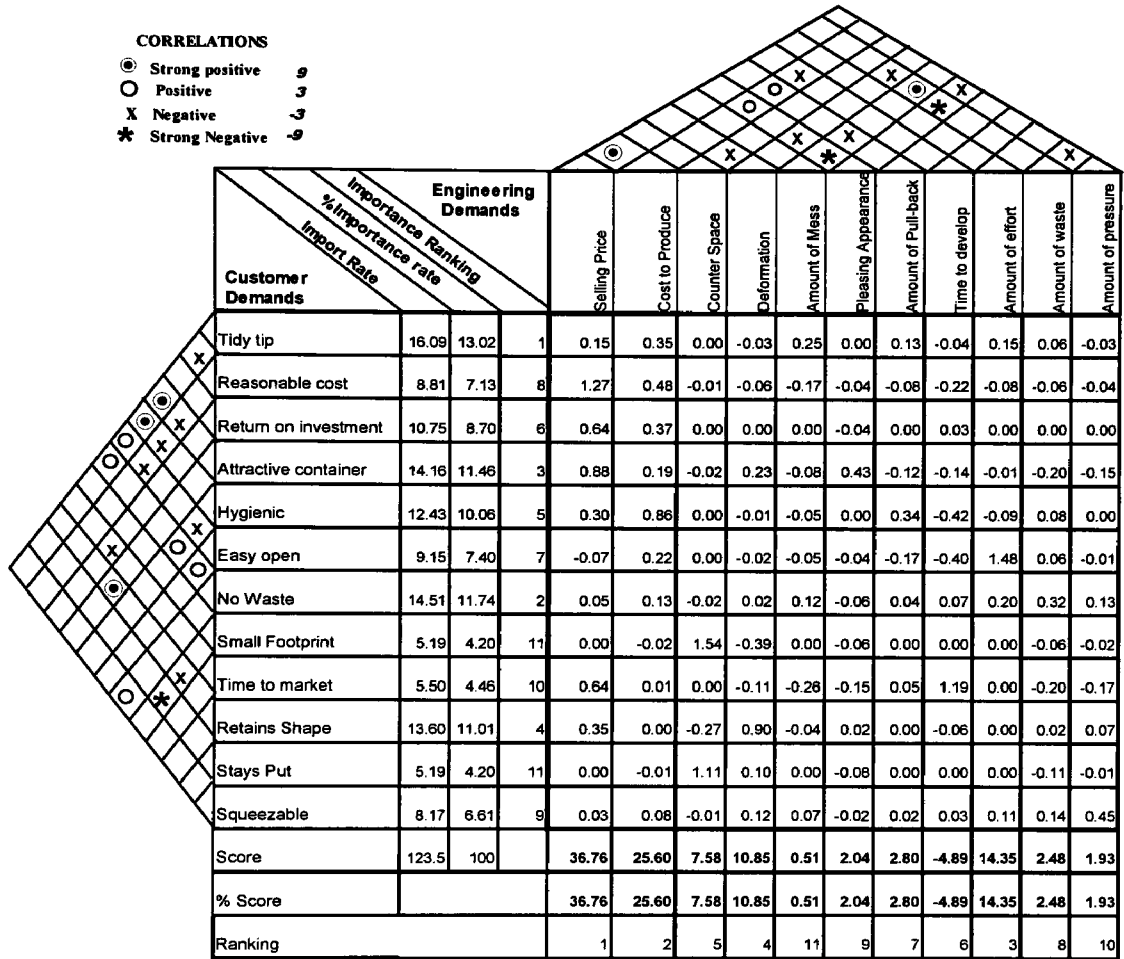 CORRELATIONS
Strong positive 9
Positive 3
X Negative -3
* Strong Negative -9
Importance Ranking
%Importance rate
Import Rate
Engineering Demands
Customer Demands
Selling Price
Cost to Produce
Counter Space
Deformation
Amount of Mess
Pleasing Appearance
Amount of Pull-back
Time to develop
Amount of effort
Amount of waste
Amount of pressure
Tidy tip 16.09 13.02 1 0.15 0.35 0.00 -0.03 0.25 0.00 0.13 -0.04 0.15 0.06 -0.03
Reasonable cost 8.81 7.13 8 1.27 0.48 -0.01 -0.06 -0.17 -0.04 -0.08 -0.22 -0.08 -0.06 -0.04
Return on investment 10.75 8.70 6 0.64 0.37 0.00 0.00 0.00 -0.04 0.00 0.03 0.00 0.00 0.00
Attractive container 14.16 11.46 3 0.88 0.19 -0.02 0.23 -0.08 0.43 -0.12 -0.14 -0.01 -0.20 -0.15
Hygienic 12.43 10.06 5 0.30 0.86 0.00 -0.01 -0.05 0.00 0.34 -0.42 -0.09 0.08 0.00
Easy open 9.15 7.40 7 -0.07 0.22 0.00 -0.02 -0.05 -0.04 -0.17 -0.40 1.48 0.06 -0.01
No Waste 14.51 11.74 2 0.05 0.13 -0.02 0.02 0.12 -0.06 0.04 0.07 0.20 0.32 0.13
Small Footprint 5.19 4.20 11 0.00 -0.02 1.54 -0.39 0.00 -0.06 0.00 0.00 0.00 -0.06 -0.02
Time to market 5.50 4.46 10 0.64 0.01 0.00 -0.11 -0.26 -0.15 0.05 1.19 0.00 -0.20 -0.17
Retains Shape 13.60 11.01 4 0.35 0.00 -0.27 0.90 -0.04 0.02 0.00 -0.06 0.00 0.02 0.07
Stays Put 5.19 4.20 11 0.00 -0.01 1.11 0.10 0.00 -0.08 0.00 0.00 0.00 -0.11 -0.01
Squeezable 8.17 6.61 9 0.03 0.08 -0.01 0.12 0.07 -0.02 0.02 0.03 0.11 0.14 0.45
Score 123.5 100 36.76 25.60 7.58 10.85 0.51 2.04 2.80 -4.89 14.35 2.48 1.93
% Score 36.76 25.60 7.58 10.85 0.51 2.04 2.80 -4.89 14.35 2.48 1.93
Ranking 1 2 5 4 11 9 7 6 3 8 10